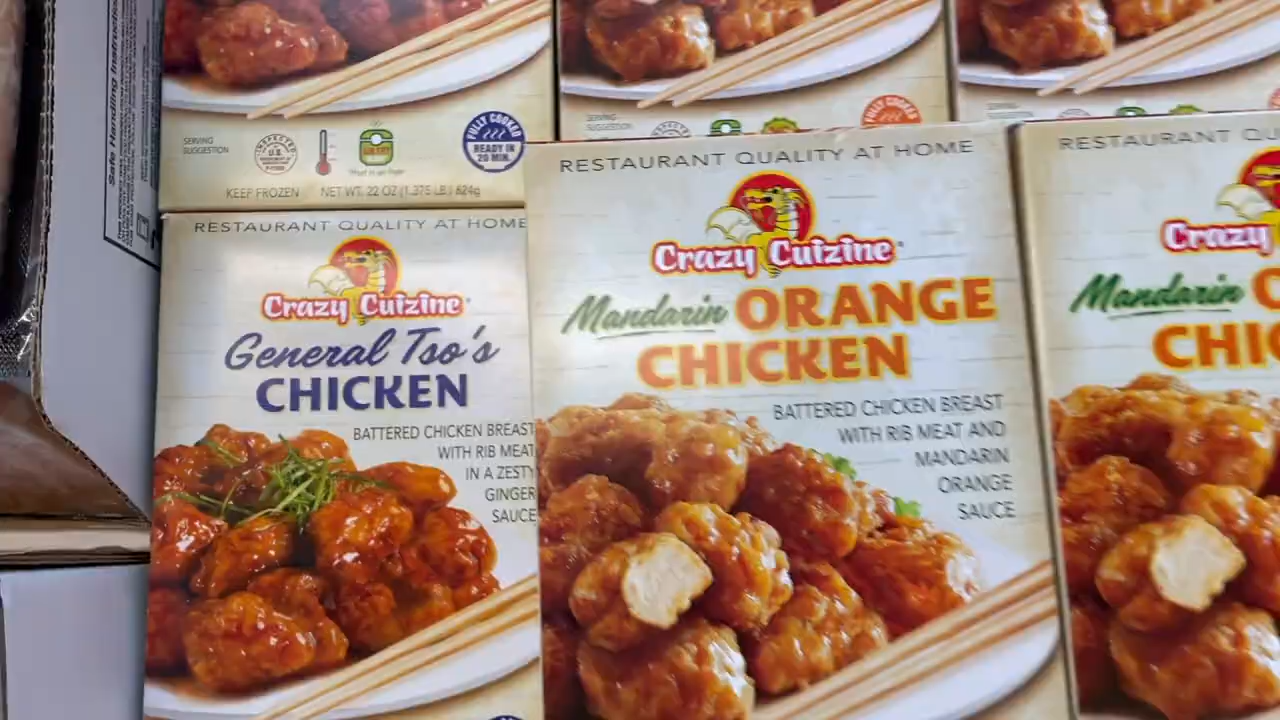 Safe Handling Instructions
SERVING
SUGGESTION
INSPECTED
FULLY COOKED
READY IN
20 MIN.
KEEP FROZEN NET WT. 22 OZ (1.375 LB.) 624g
SERVING
SUGGESTION
FULLY COOKED
RESTAURANT QUALITY AT HOME
Crazy Cuizine
General Tso's
CHICKEN
BATTERED CHICKEN BREAST
WITH RIB MEAT
IN A ZESTY
GINGER
SAUCE
RESTAURANT QUALITY AT HOME
Crazy Cuizine
Mandarin ORANGE
CHICKEN
BATTERED CHICKEN BREAST
WITH RIB MEAT AND
MANDARIN
ORANGE
SAUCE
RESTAURANT Q
Crazy
Mandarin O
CHIC